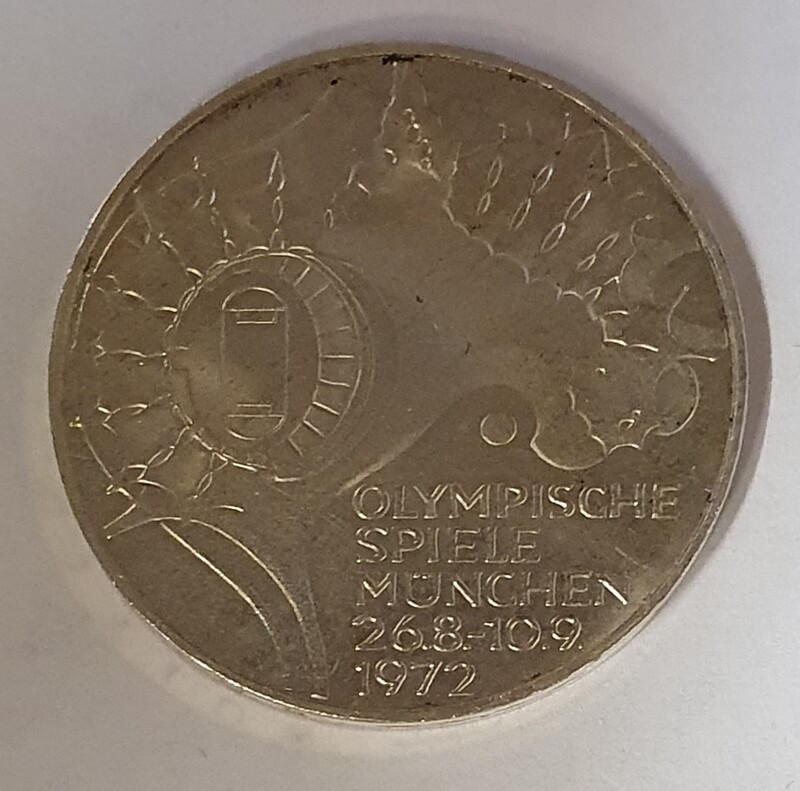 OLYMPISCHE
SPIELE
MÜNCHEN
26.8.-10.9.
1972